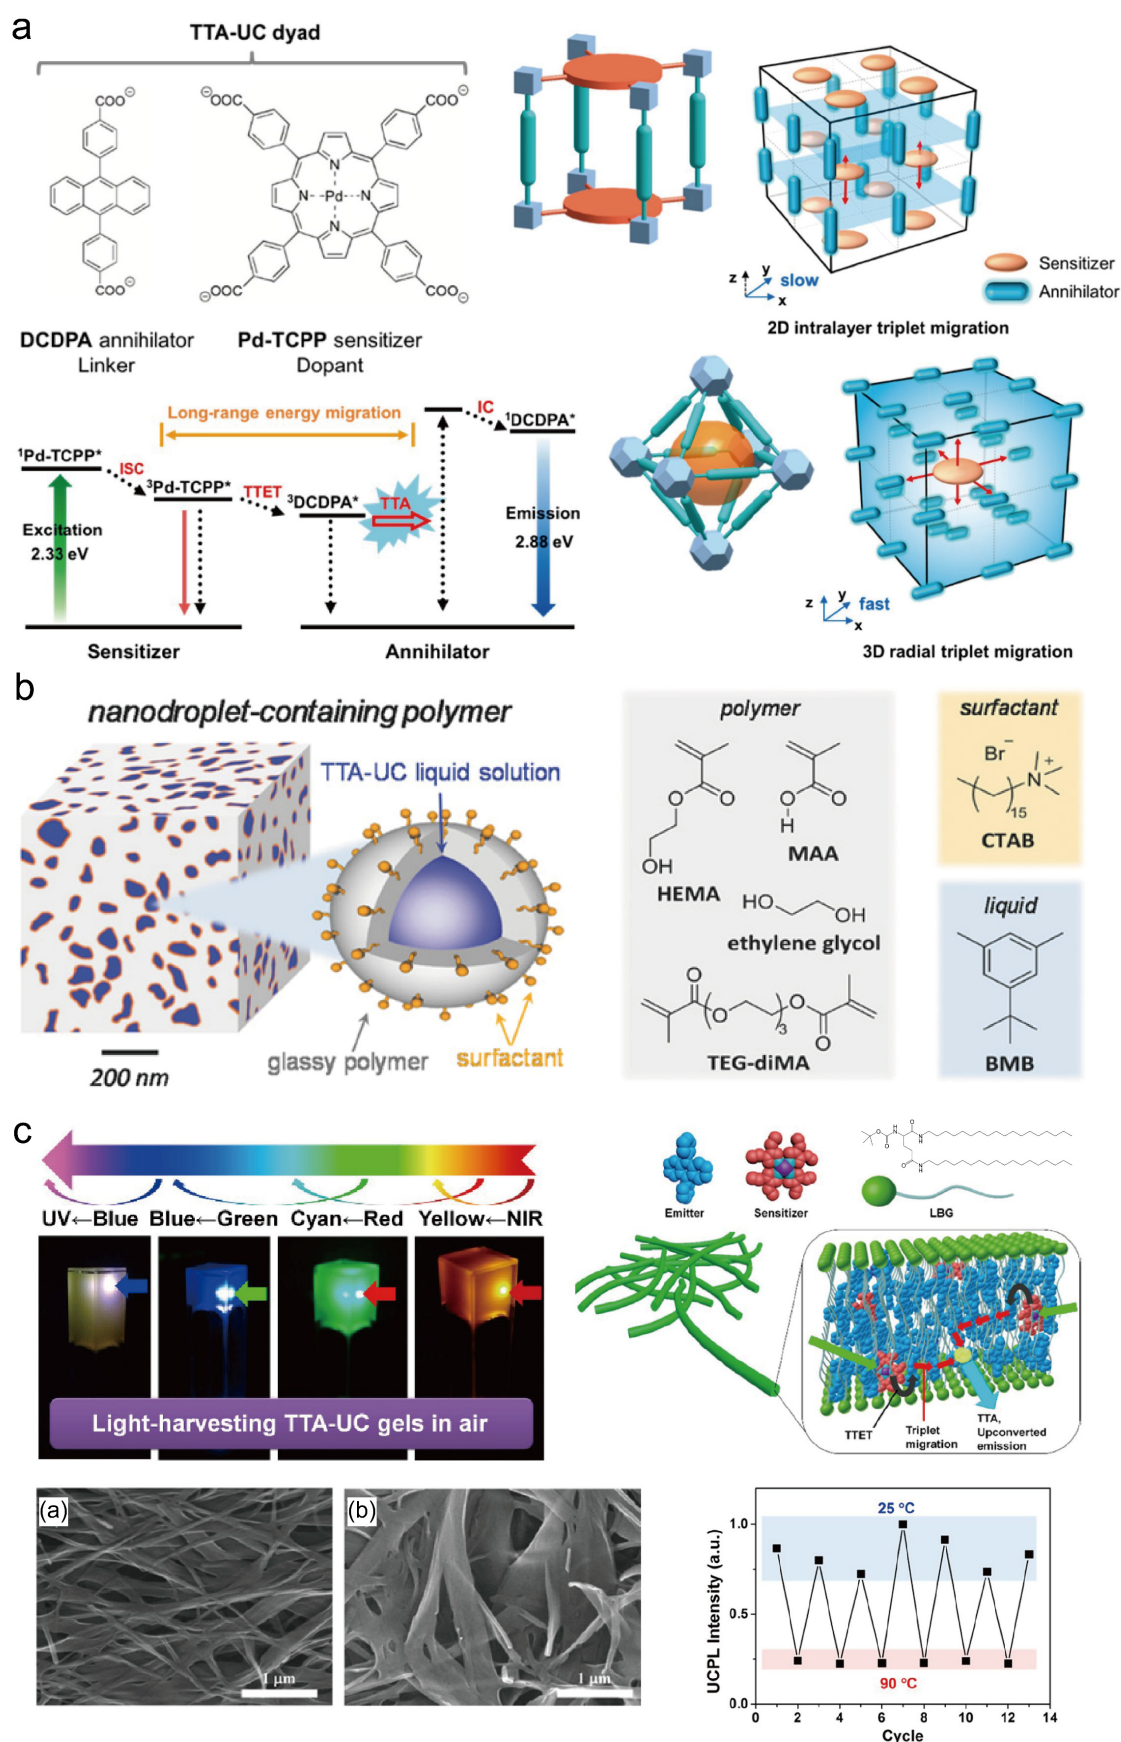 a
TTA-UC dyad
COO⊖
COO⊖
⊖OOC
COO⊖
N
N
Pd
N
N
⊖OOC
COO⊖
DCDPA annihilator
Linker
Pd-TCPP sensitizer
Dopant
z
y
x
slow
Sensitizer
Annihilator
2D intralayer triplet migration
Long-range energy migration
¹Pd-TCPP*
ISC
³Pd-TCPP*
TTET
³DCDPA*
TTA
IC
¹DCDPA*
Excitation
2.33 eV
Emission
2.88 eV
Sensitizer
Annihilator
z
y
x
fast
3D radial triplet migration
b
nanodroplet-containing polymer
TTA-UC liquid solution
glassy polymer
surfactant
200 nm
polymer
O
O
OH
HEMA
O
O
H
MAA
HO
OH
ethylene glycol
O
O
O
3
O
TEG-diMA
surfactant
Br⁻
N⁺
15
CTAB
liquid
BMB
c
UV←Blue
Blue←Green
Cyan←Red
Yellow←NIR
Light-harvesting TTA-UC gels in air
Emitter
Sensitizer
O
O
H
N
O
N
H
O
N
H
LBG
TTET
Triplet
migration
TTA,
Upconverted
emission
(a)
1 µm
(b)
1 µm
UCPL Intensity (a.u.)
1.0
0.5
0.0
25 °C
90 °C
0
2
4
6
8
10
12
14
Cycle